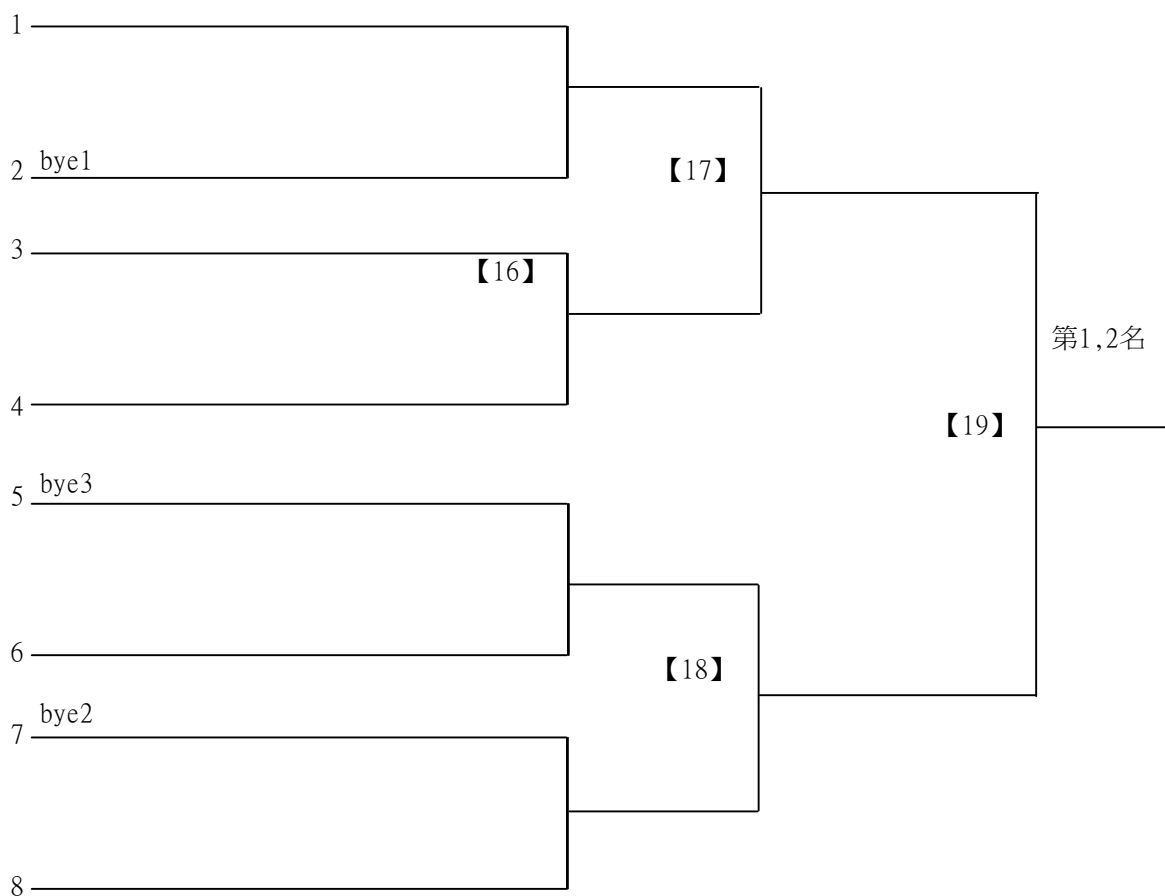 1
2 bye1
【17】
3
【16】
第1,2名
4
【19】
5 bye3
6
【18】
7 bye2
8